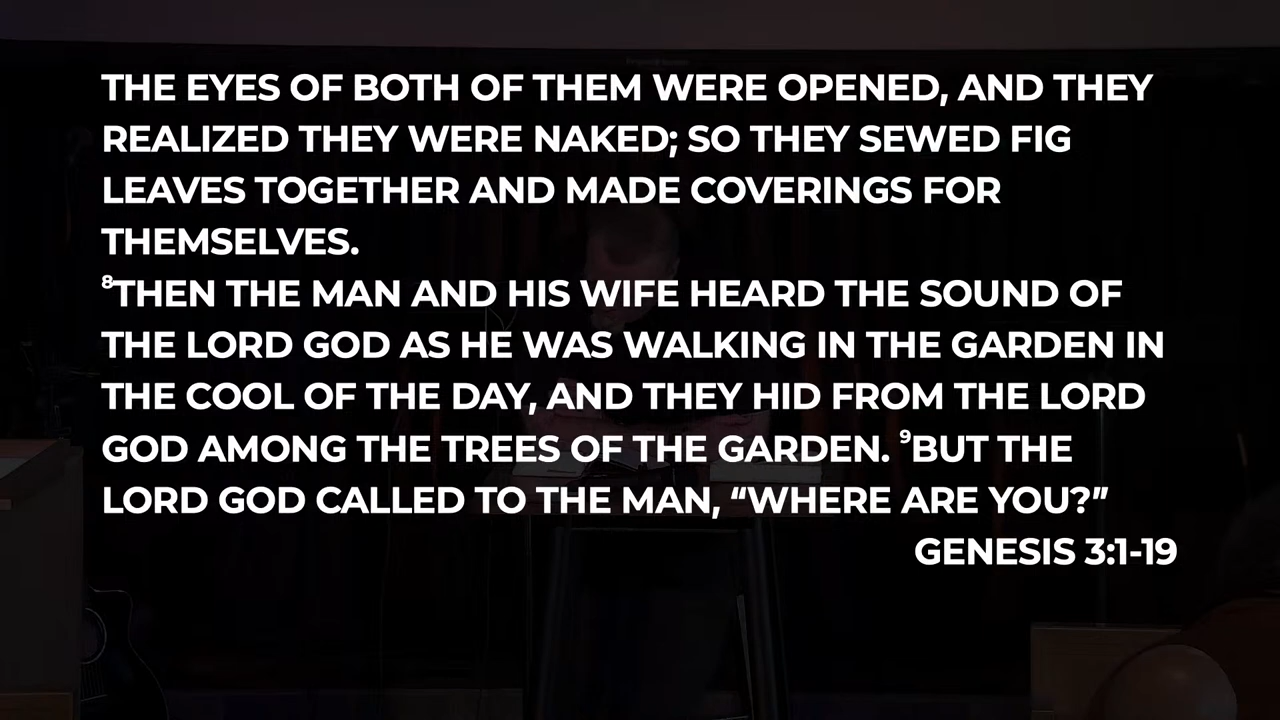 THE EYES OF BOTH OF THEM WERE OPENED, AND THEY
REALIZED THEY WERE NAKED; SO THEY SEWED FIG
LEAVES TOGETHER AND MADE COVERINGS FOR
THEMSELVES.
⁸THEN THE MAN AND HIS WIFE HEARD THE SOUND OF
THE LORD GOD AS HE WAS WALKING IN THE GARDEN IN
THE COOL OF THE DAY, AND THEY HID FROM THE LORD
GOD AMONG THE TREES OF THE GARDEN. ⁹BUT THE
LORD GOD CALLED TO THE MAN, “WHERE ARE YOU?”
GENESIS 3:1-19